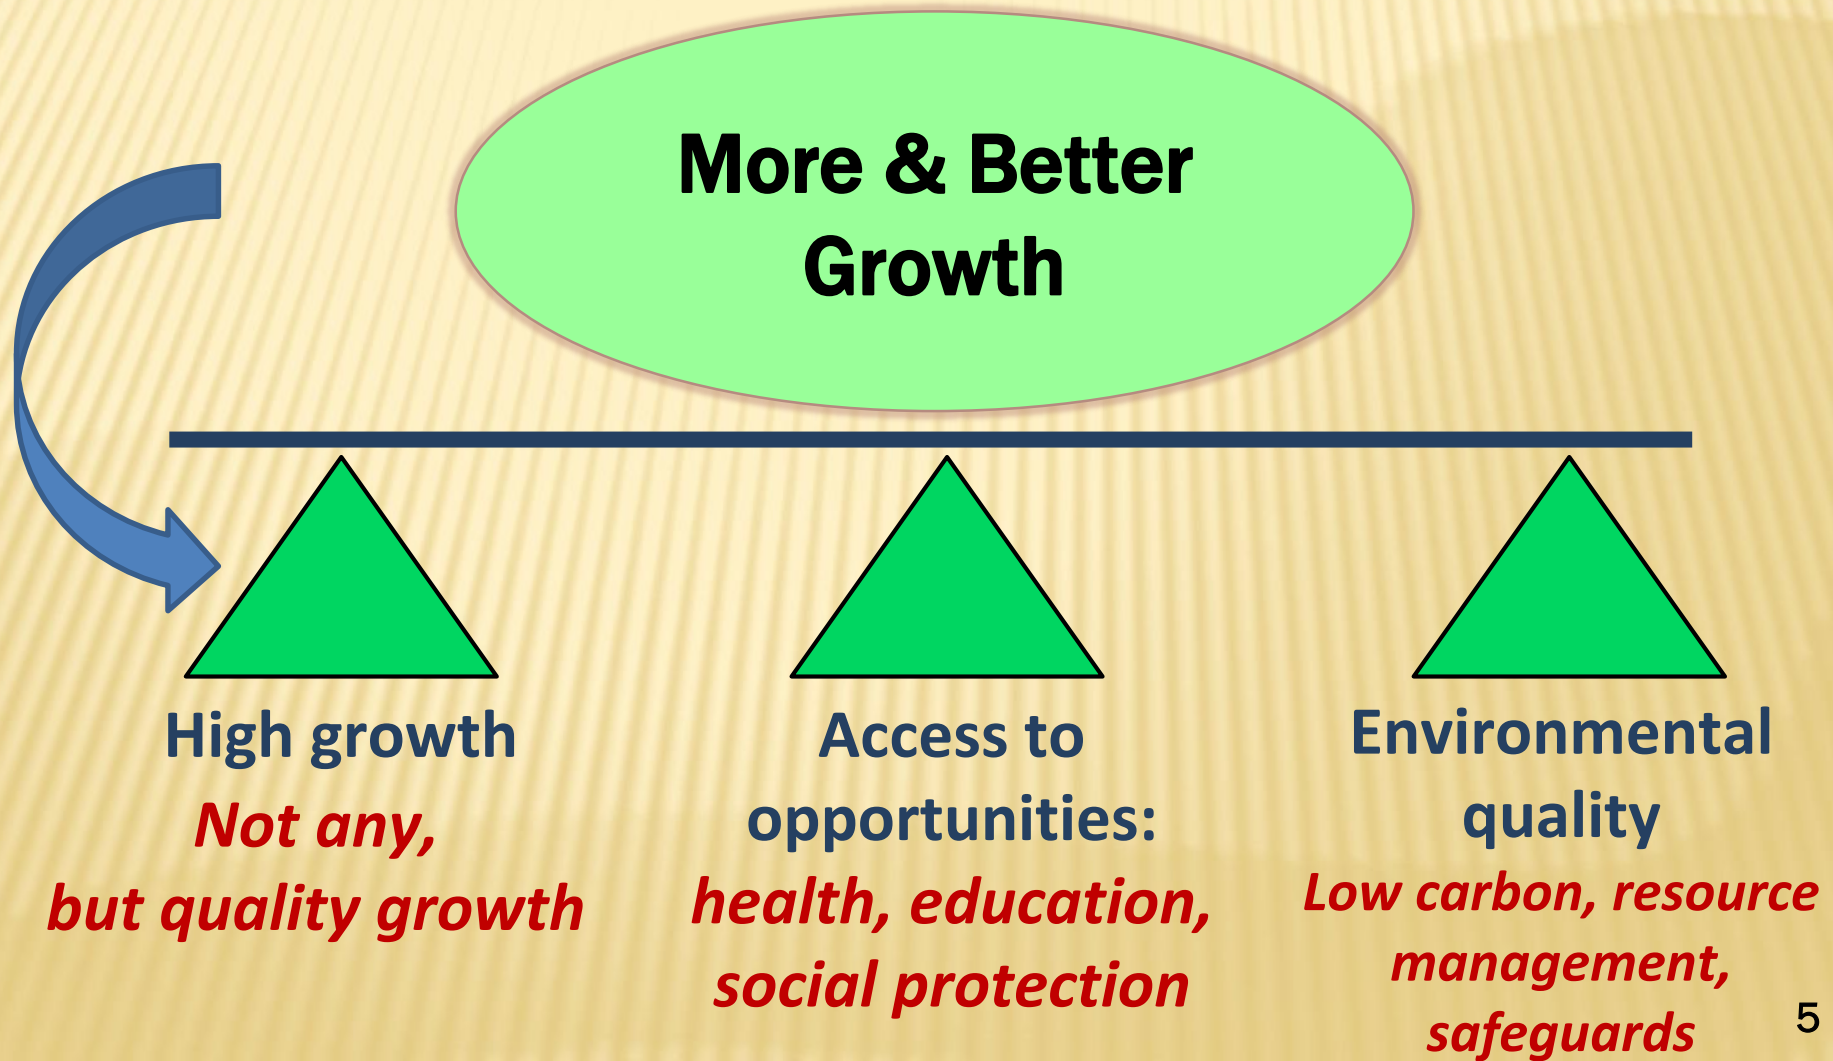 More & Better
Growth
High growth
Not any,
but quality growth
Access to
opportunities:
health, education,
social protection
Environmental
quality
Low carbon, resource
management,
safeguards
5